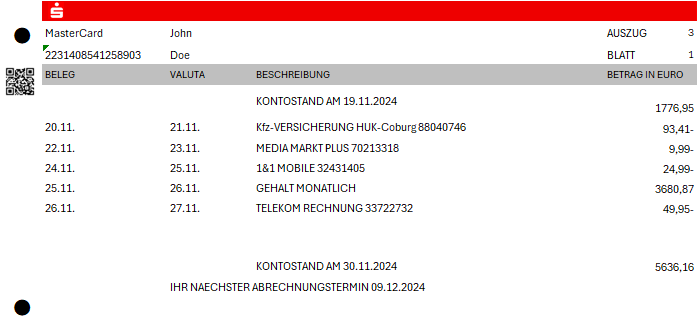 MasterCard John AUSZUG 3
2231408541258903 Doe BLATT 1
BELEG VALUTA BESCHREIBUNG BETRAG IN EURO
KONTOSTAND AM 19.11.2024 1776,95
20.11. 21.11. Kfz-VERSICHERUNG HUK-Coburg 88040746 93,41-
22.11. 23.11. MEDIA MARKT PLUS 70213318 9,99-
24.11. 25.11. 1&1 MOBILE 32431405 24,99-
25.11. 26.11. GEHALT MONATLICH 3680,87
26.11. 27.11. TELEKOM RECHNUNG 33722732 49,95-
KONTOSTAND AM 30.11.2024 5636,16
IHR NAECHSTER ABRECHNUNGSTERMIN 09.12.2024